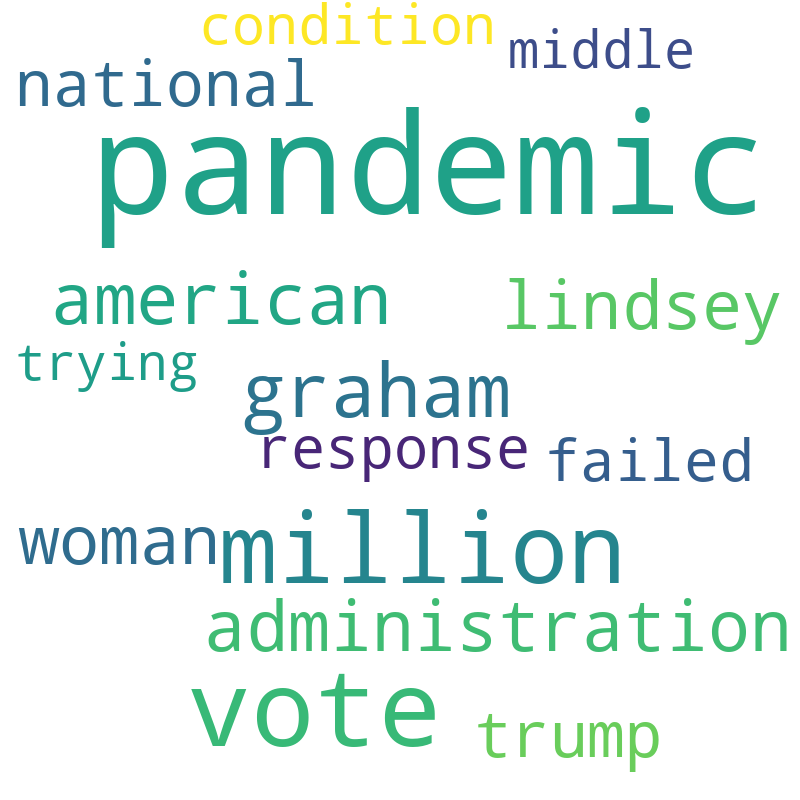 condition
middle
national
pandemic
american
lindsey
trying
graham
response
failed
woman
million
administration
vote
trump